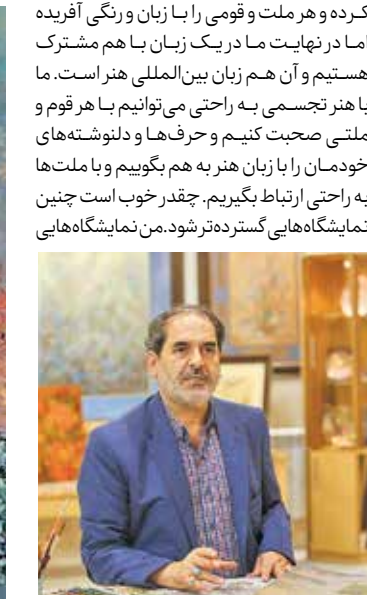 کرده و هر ملت و قومی را با زبان و رنگی آفریده
اما در نهایت ما در یک زبان با هم مشترک
هستیم و آن هم زبان بین‌المللی هنر است. ما
با هنر تجسمی به راحتی می‌توانیم با هر قوم و
ملتی صحبت کنیم و حرف‌ها و دلنوشته‌های
خودمان را با زبان هنر به هم بگوییم و با ملت‌ها
به راحتی ارتباط بگیریم. چقدر خوب است چنین
نمایشگاه‌هایی گسترده‌تر شود.من نمایشگاه‌هایی